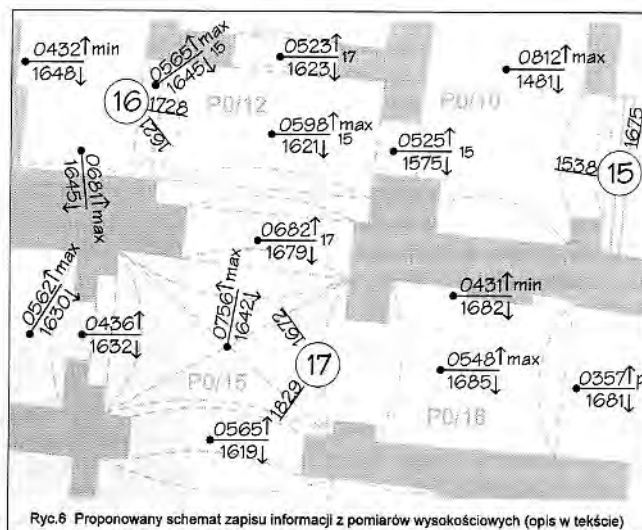 0432↑ min
1648↓
0565↑ max
1645↓ 15
0523↑ 17
1623↓
0812↑ max
1481↓
16
1728
1621
P0/12
P0/10
0598↑ max
1621↓ 15
0525↑ 15
1575↓
1675
1538
15
0681↑ max
1645↓
0682↑ 17
1679↓
0562↑ max
1630↓
0436↑
1632↓
0756↑ max
1642↓
1672
0431↑ min
1682↓
17
1829
P0/15
0548↑ max
1685↓
0357↑
1681↓
P0/16
0565↑
1619↓
Ryc.6 Proponowany schemat zapisu informacji z pomiarów wysokościowych (opis w tekście)